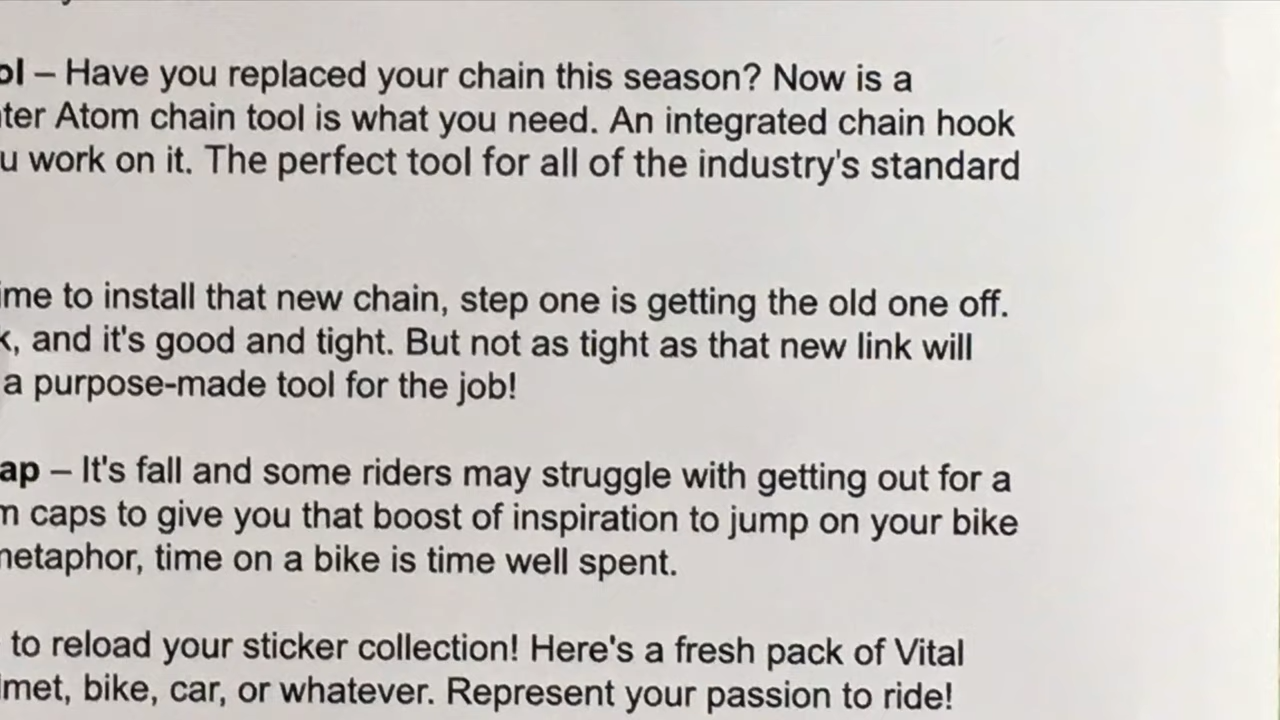 ol – Have you replaced your chain this season? Now is a
ter Atom chain tool is what you need. An integrated chain hook
u work on it. The perfect tool for all of the industry's standard
ime to install that new chain, step one is getting the old one off.
k, and it's good and tight. But not as tight as that new link will
a purpose-made tool for the job!
ap – It's fall and some riders may struggle with getting out for a
m caps to give you that boost of inspiration to jump on your bike
metaphor, time on a bike is time well spent.
to reload your sticker collection! Here's a fresh pack of Vital
lmet, bike, car, or whatever. Represent your passion to ride!